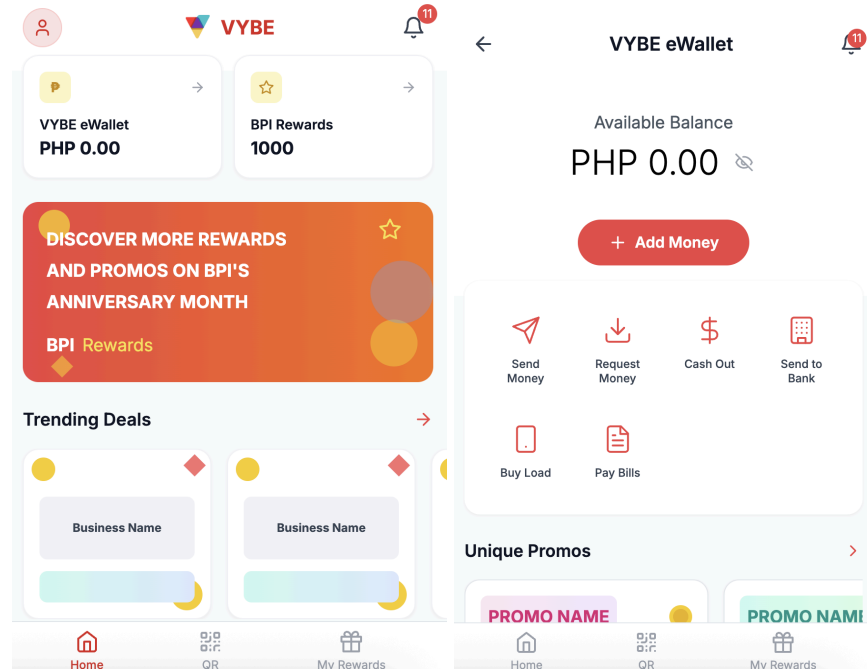 VYBE
11
₱
VYBE eWallet
PHP 0.00
BPI Rewards
1000
DISCOVER MORE REWARDS
AND PROMOS ON BPI'S
ANNIVERSARY MONTH
BPI Rewards
Trending Deals
Business Name
Business Name
Home
QR
My Rewards
VYBE eWallet
11
Available Balance
PHP 0.00
+ Add Money
Send
Money
Request
Money
Cash Out
Send to
Bank
Buy Load
Pay Bills
Unique Promos
PROMO NAME
PROMO NAME
Home
QR
My Rewards